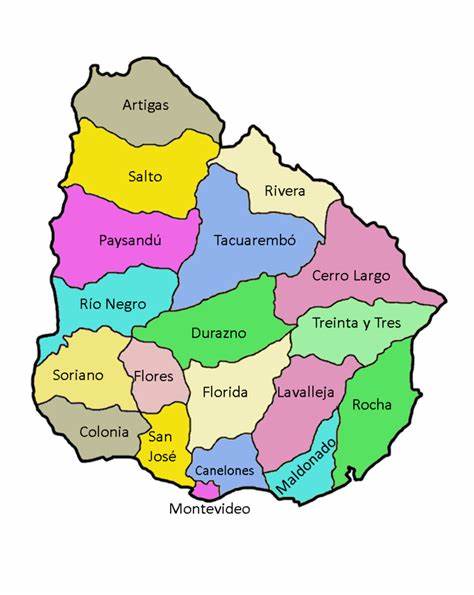 Artigas
Salto
Rivera
Paysandú
Tacuarembó
Cerro Largo
Río Negro
Durazno
Treinta y Tres
Soriano
Flores
Florida
Lavalleja
Rocha
Colonia
San
José
Canelones
Maldonado
Montevideo